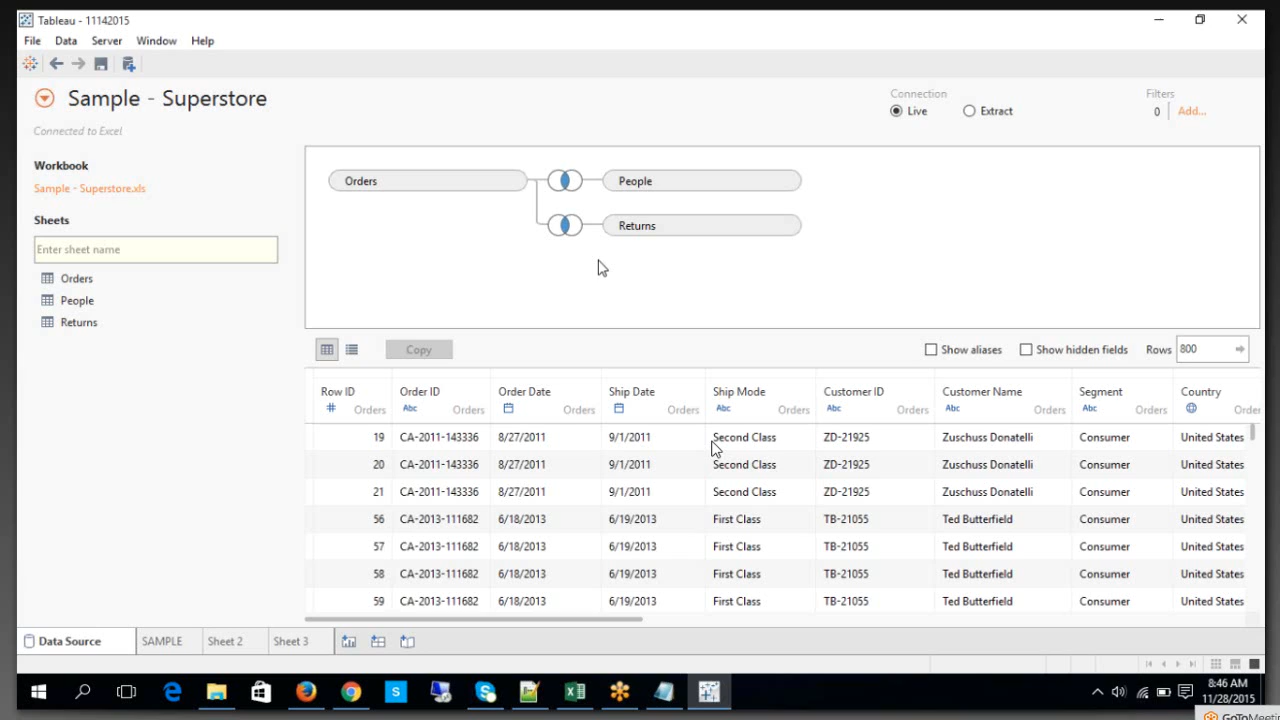 Tableau - 11142015
File Data Server Window Help
Sample - Superstore
Connected to Excel
Connection
Live Extract
Filters
0 Add...
Workbook
Sample - Superstore.xls
Sheets
Enter sheet name
Orders
People
Returns
Orders People
Returns
Copy Show aliases Show hidden fields Rows 800
Row ID Order ID Order Date Ship Date Ship Mode Customer ID Customer Name Segment Country
# Orders Abc Orders Orders Orders Abc Orders Abc Orders Abc Orders Abc Orders
19 CA-2011-143336 8/27/2011 9/1/2011 Second Class ZD-21925 Zuschuss Donatelli Consumer United States
20 CA-2011-143336 8/27/2011 9/1/2011 Second Class ZD-21925 Zuschuss Donatelli Consumer United States
21 CA-2011-143336 8/27/2011 9/1/2011 Second Class ZD-21925 Zuschuss Donatelli Consumer United States
56 CA-2013-111682 6/18/2013 6/19/2013 First Class TB-21055 Ted Butterfield Consumer United States
57 CA-2013-111682 6/18/2013 6/19/2013 First Class TB-21055 Ted Butterfield Consumer United States
58 CA-2013-111682 6/18/2013 6/19/2013 First Class TB-21055 Ted Butterfield Consumer United States
59 CA-2013-111682 6/18/2013 6/19/2013 First Class TB-21055 Ted Butterfield Consumer United States
Data Source SAMPLE Sheet 2 Sheet 3
8:46 AM
11/28/2015